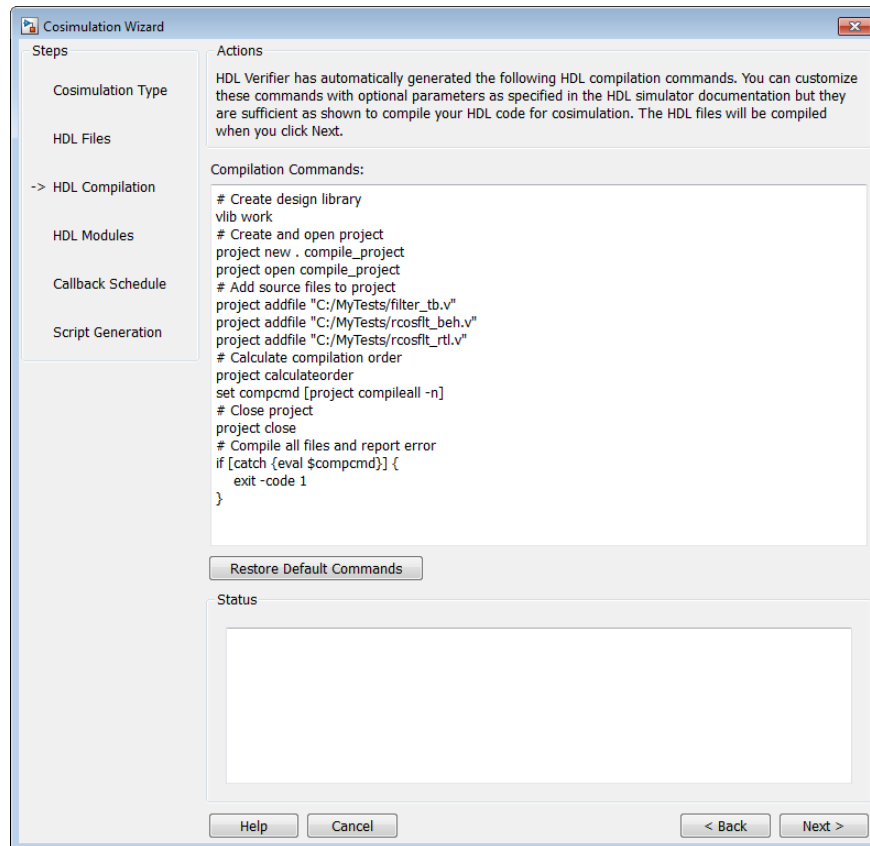 Cosimulation Wizard
Steps
Cosimulation Type
HDL Files
-> HDL Compilation
HDL Modules
Callback Schedule
Script Generation
Actions
HDL Verifier has automatically generated the following HDL compilation commands. You can customize
these commands with optional parameters as specified in the HDL simulator documentation but they
are sufficient as shown to compile your HDL code for cosimulation. The HDL files will be compiled
when you click Next.
Compilation Commands:
# Create design library
vlib work
# Create and open project
project new . compile_project
project open compile_project
# Add source files to project
project addfile "C:/MyTests/filter_tb.v"
project addfile "C:/MyTests/rcosflt_beh.v"
project addfile "C:/MyTests/rcosflt_rtl.v"
# Calculate compilation order
project calculateorder
set compcmd [project compileall -n]
# Close project
project close
# Compile all files and report error
if [catch {eval $compcmd}] {
    exit -code 1
}
Restore Default Commands
Status
Help
Cancel
< Back
Next >